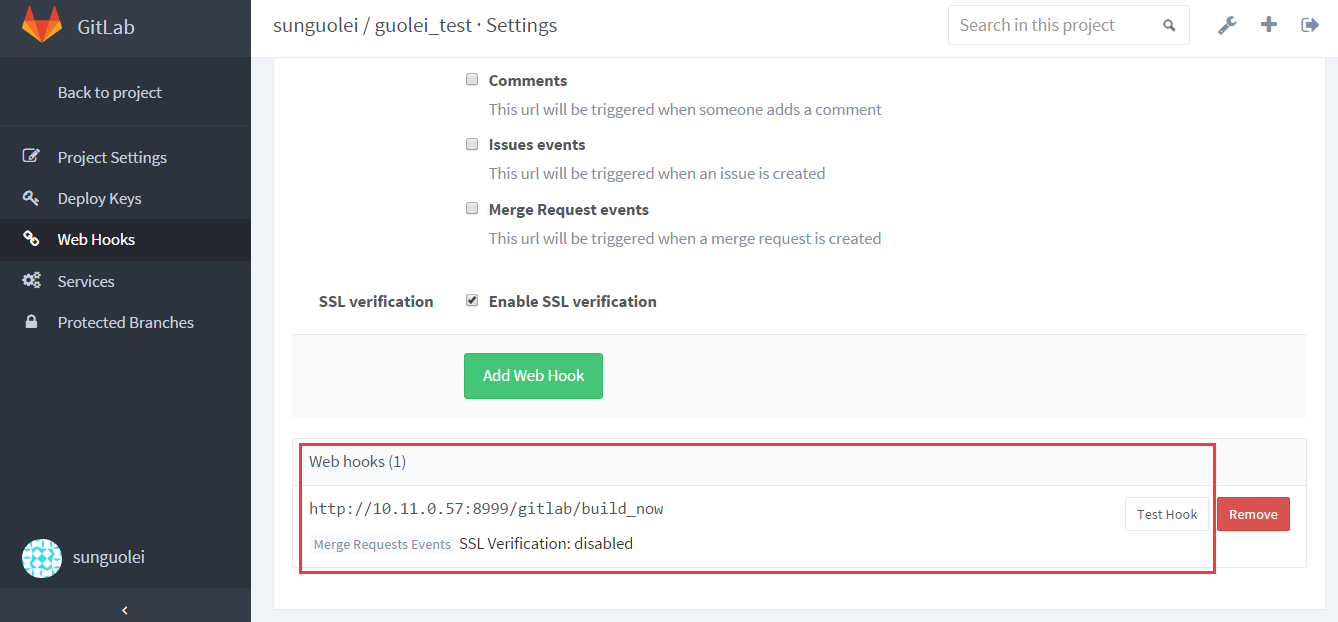 GitLab
sunguolei / guolei_test · Settings
Search in this project
Back to project
Project Settings
Deploy Keys
Web Hooks
Services
Protected Branches
sunguolei
Comments
This url will be triggered when someone adds a comment
Issues events
This url will be triggered when an issue is created
Merge Request events
This url will be triggered when a merge request is created
SSL verification
Enable SSL verification
Add Web Hook
Web hooks (1)
http://10.11.0.57:8999/gitlab/build_now
Test Hook
Remove
Merge Requests Events SSL Verification: disabled